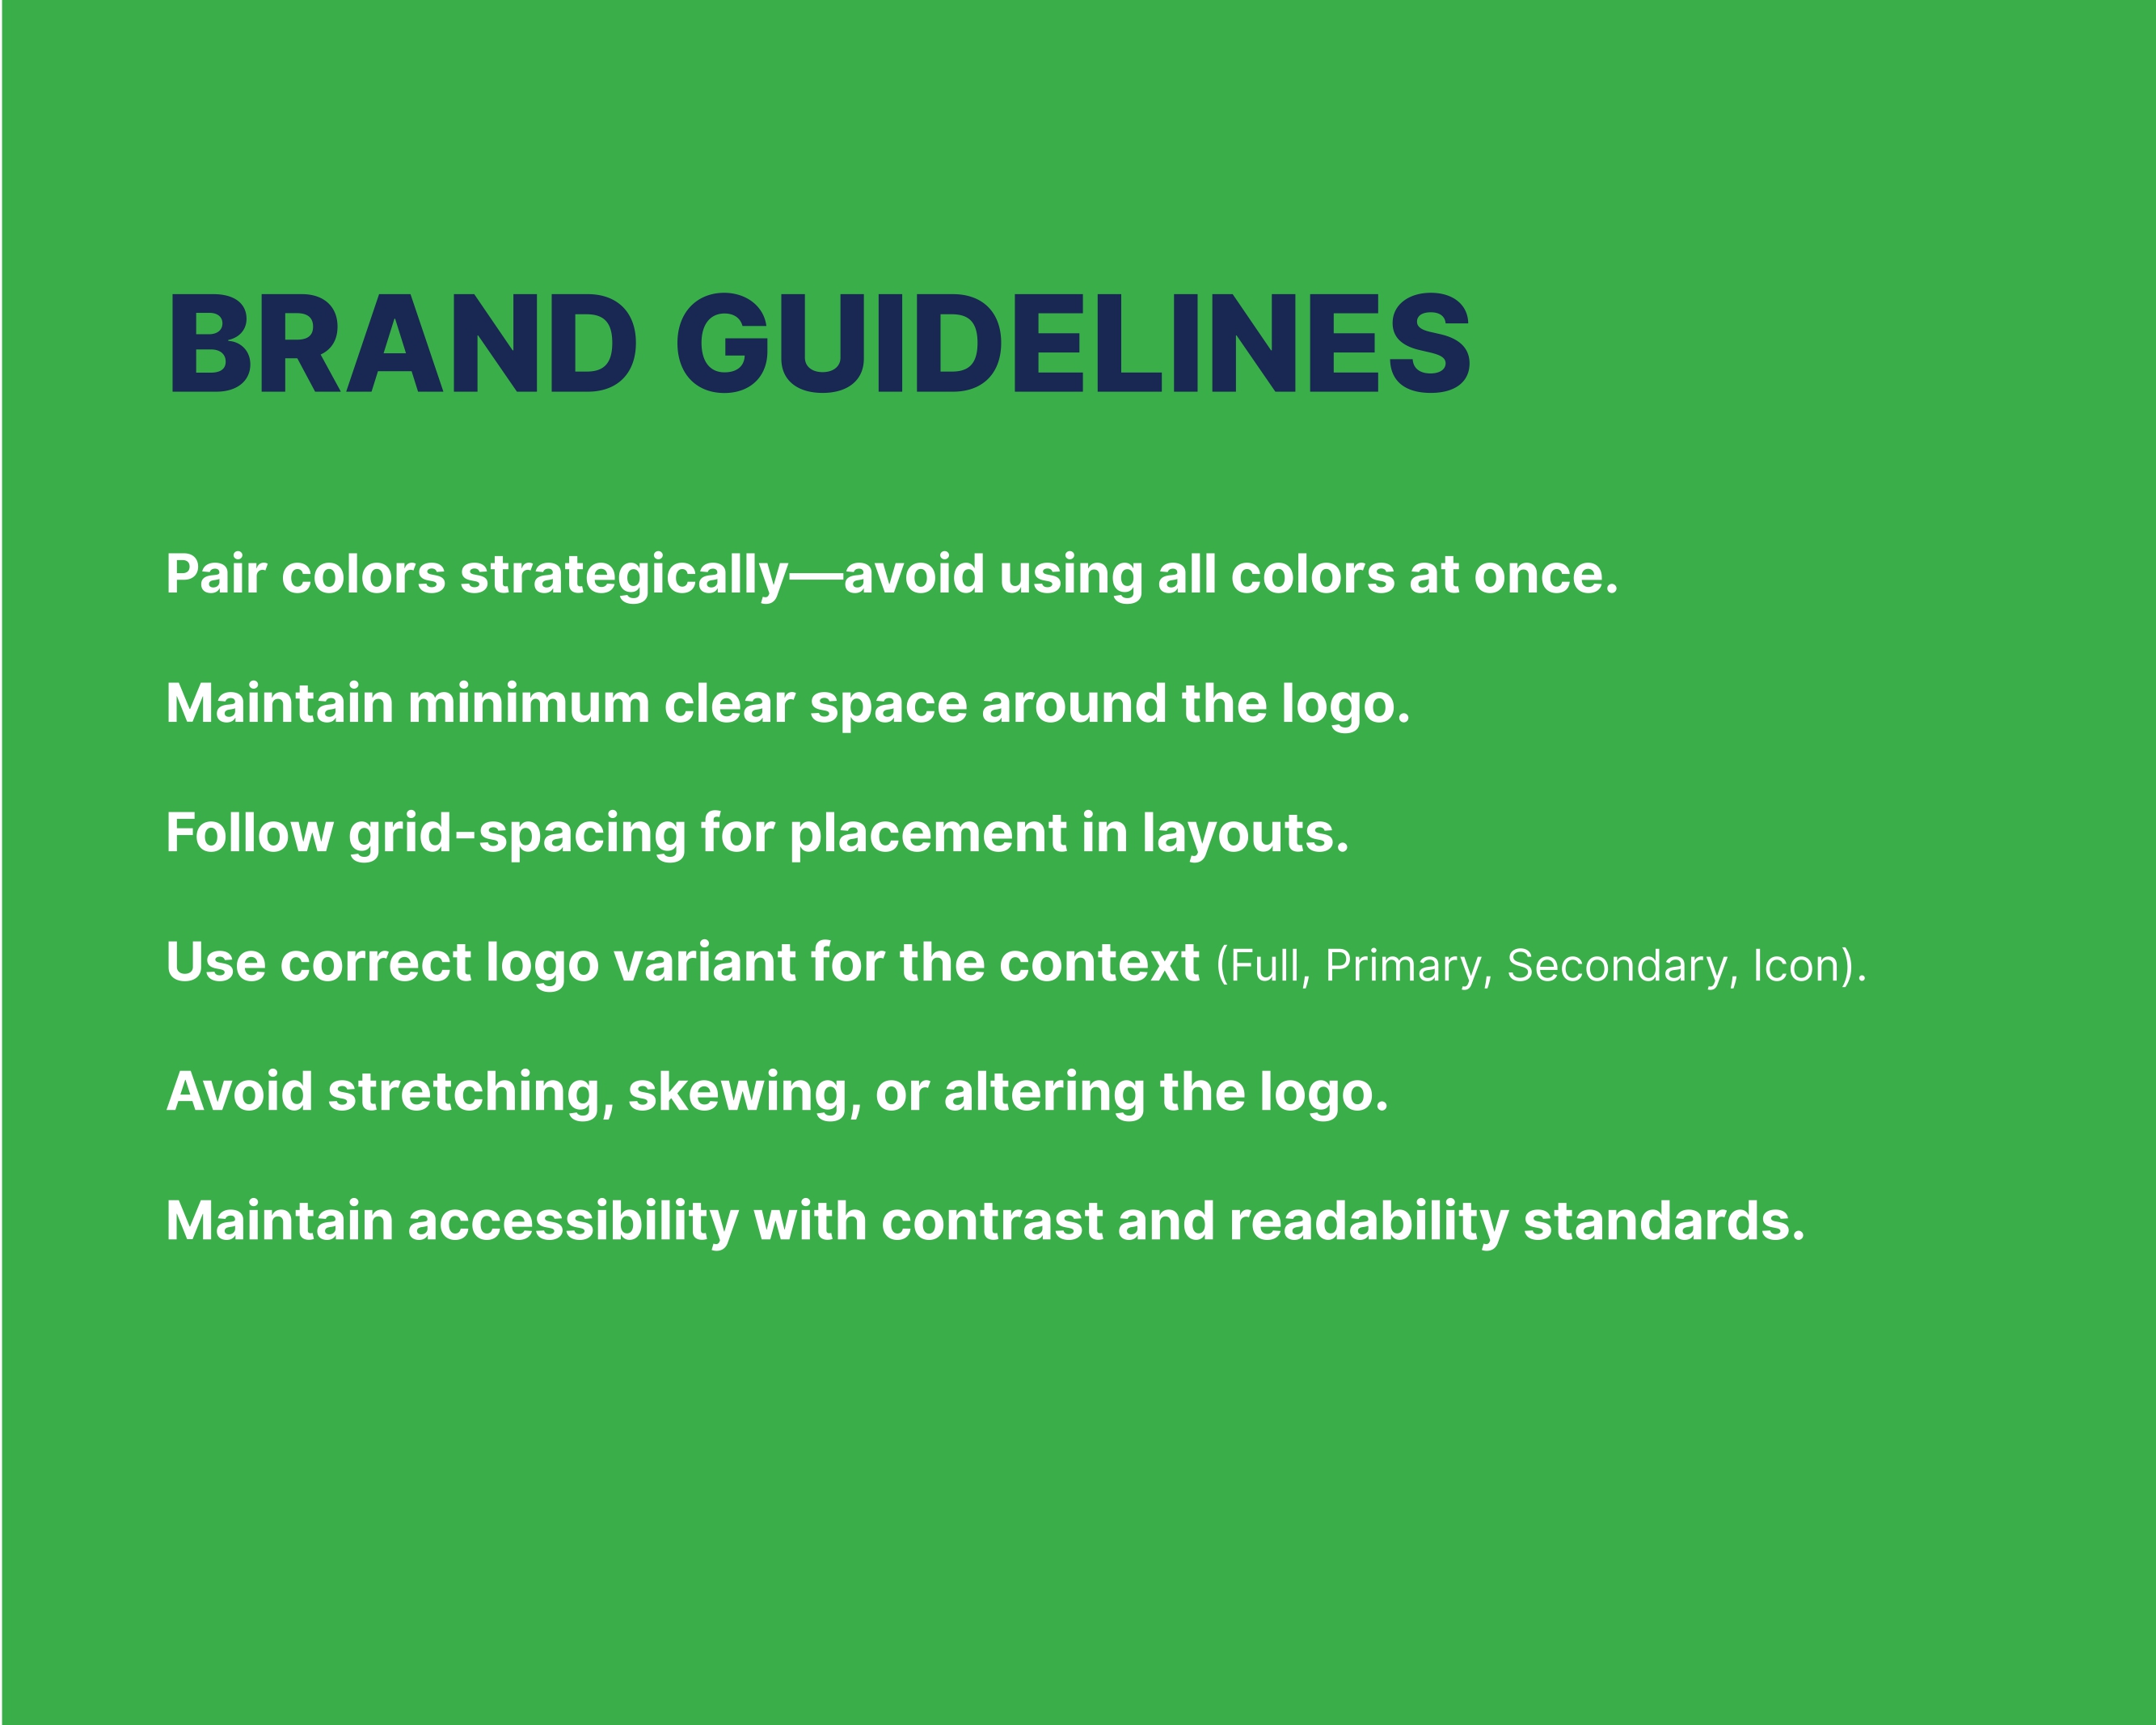 BRAND GUIDELINES
Pair colors strategically—avoid using all colors at once.
Maintain minimum clear space around the logo.
Follow grid-spacing for placement in layouts.
Use correct logo variant for the context (Full, Primary, Secondary, Icon).
Avoid stretching, skewing, or altering the logo.
Maintain accessibility with contrast and readability standards.